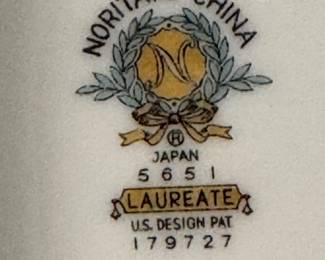 NORITAKE CHINA
N
®
JAPAN
5651
LAUREATE
U.S. DESIGN PAT
179727